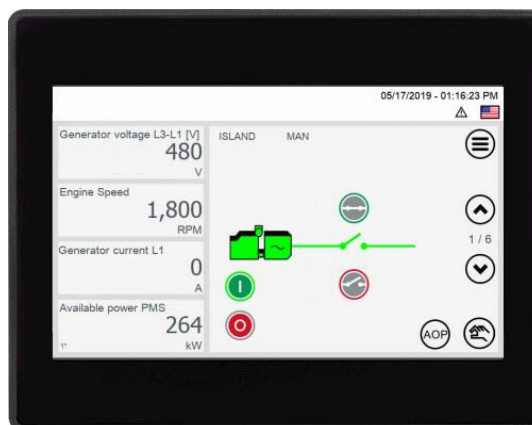 05/17/2019 - 01:16:23 PM
Generator voltage L3-L1 [V]
480
V
ISLAND MAN
Engine Speed
1,800
RPM
1 / 6
Generator current L1
0
A
I
Available power PMS
264
kW
O
AOP